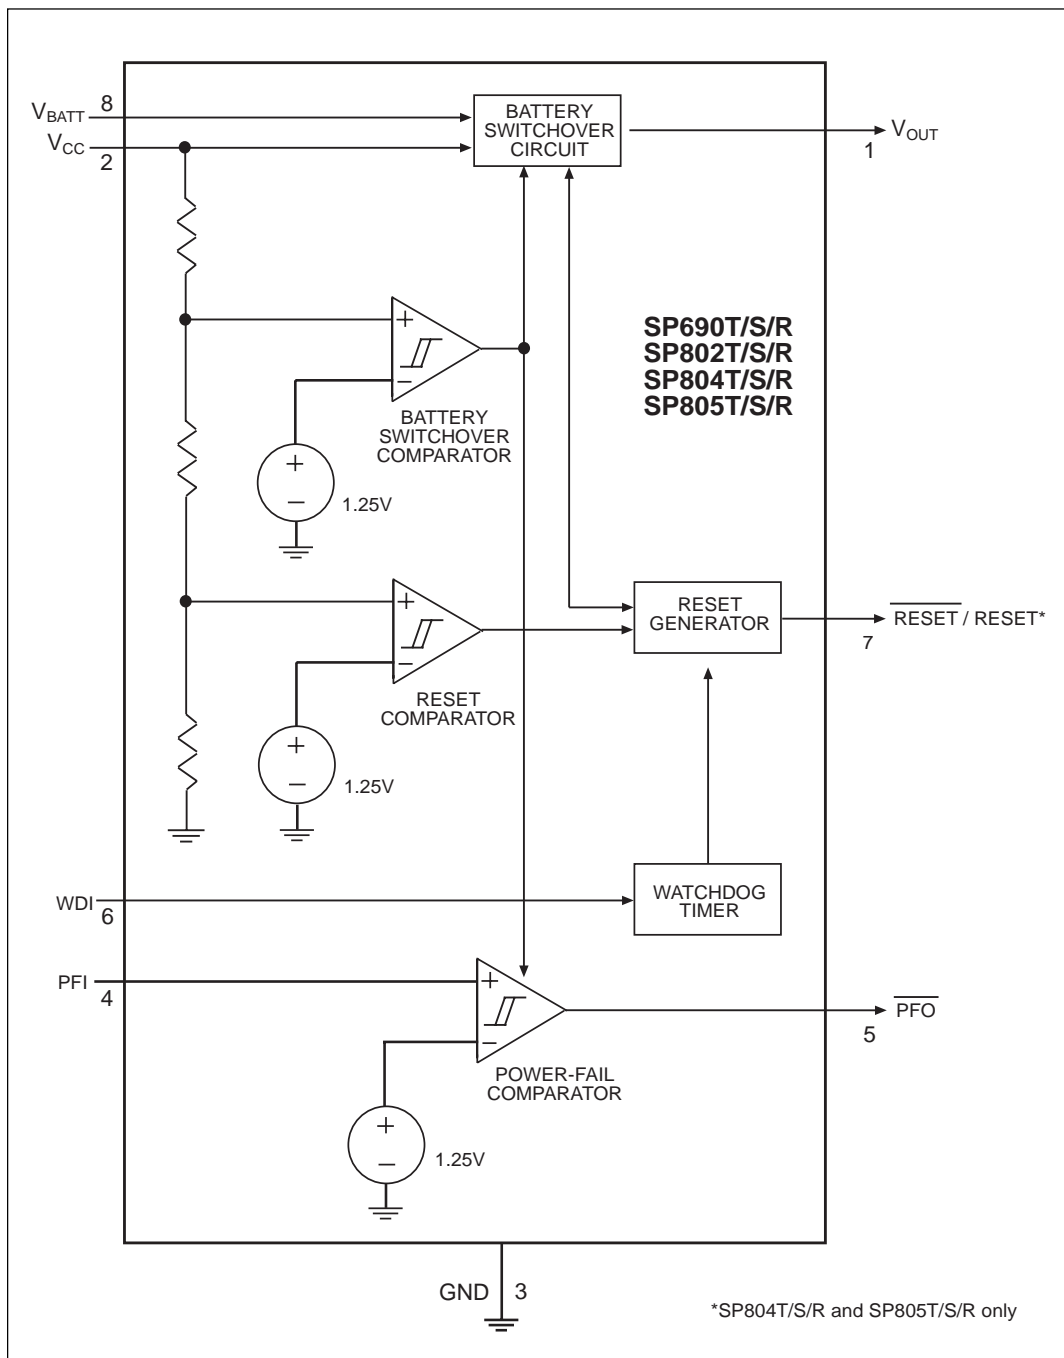 V_BATT 8
V_CC 2
BATTERY
SWITCHOVER
CIRCUIT
V_OUT
1
SP690T/S/R
SP802T/S/R
SP804T/S/R
SP805T/S/R
+
−
BATTERY
SWITCHOVER
COMPARATOR
+
−
1.25V
+
−
RESET
COMPARATOR
+
−
1.25V
RESET
GENERATOR
RESET / RESET*
7
WDI
6
WATCHDOG
TIMER
PFI
4
+
−
POWER-FAIL
COMPARATOR
PFO
5
+
−
1.25V
GND 3
*SP804T/S/R and SP805T/S/R only